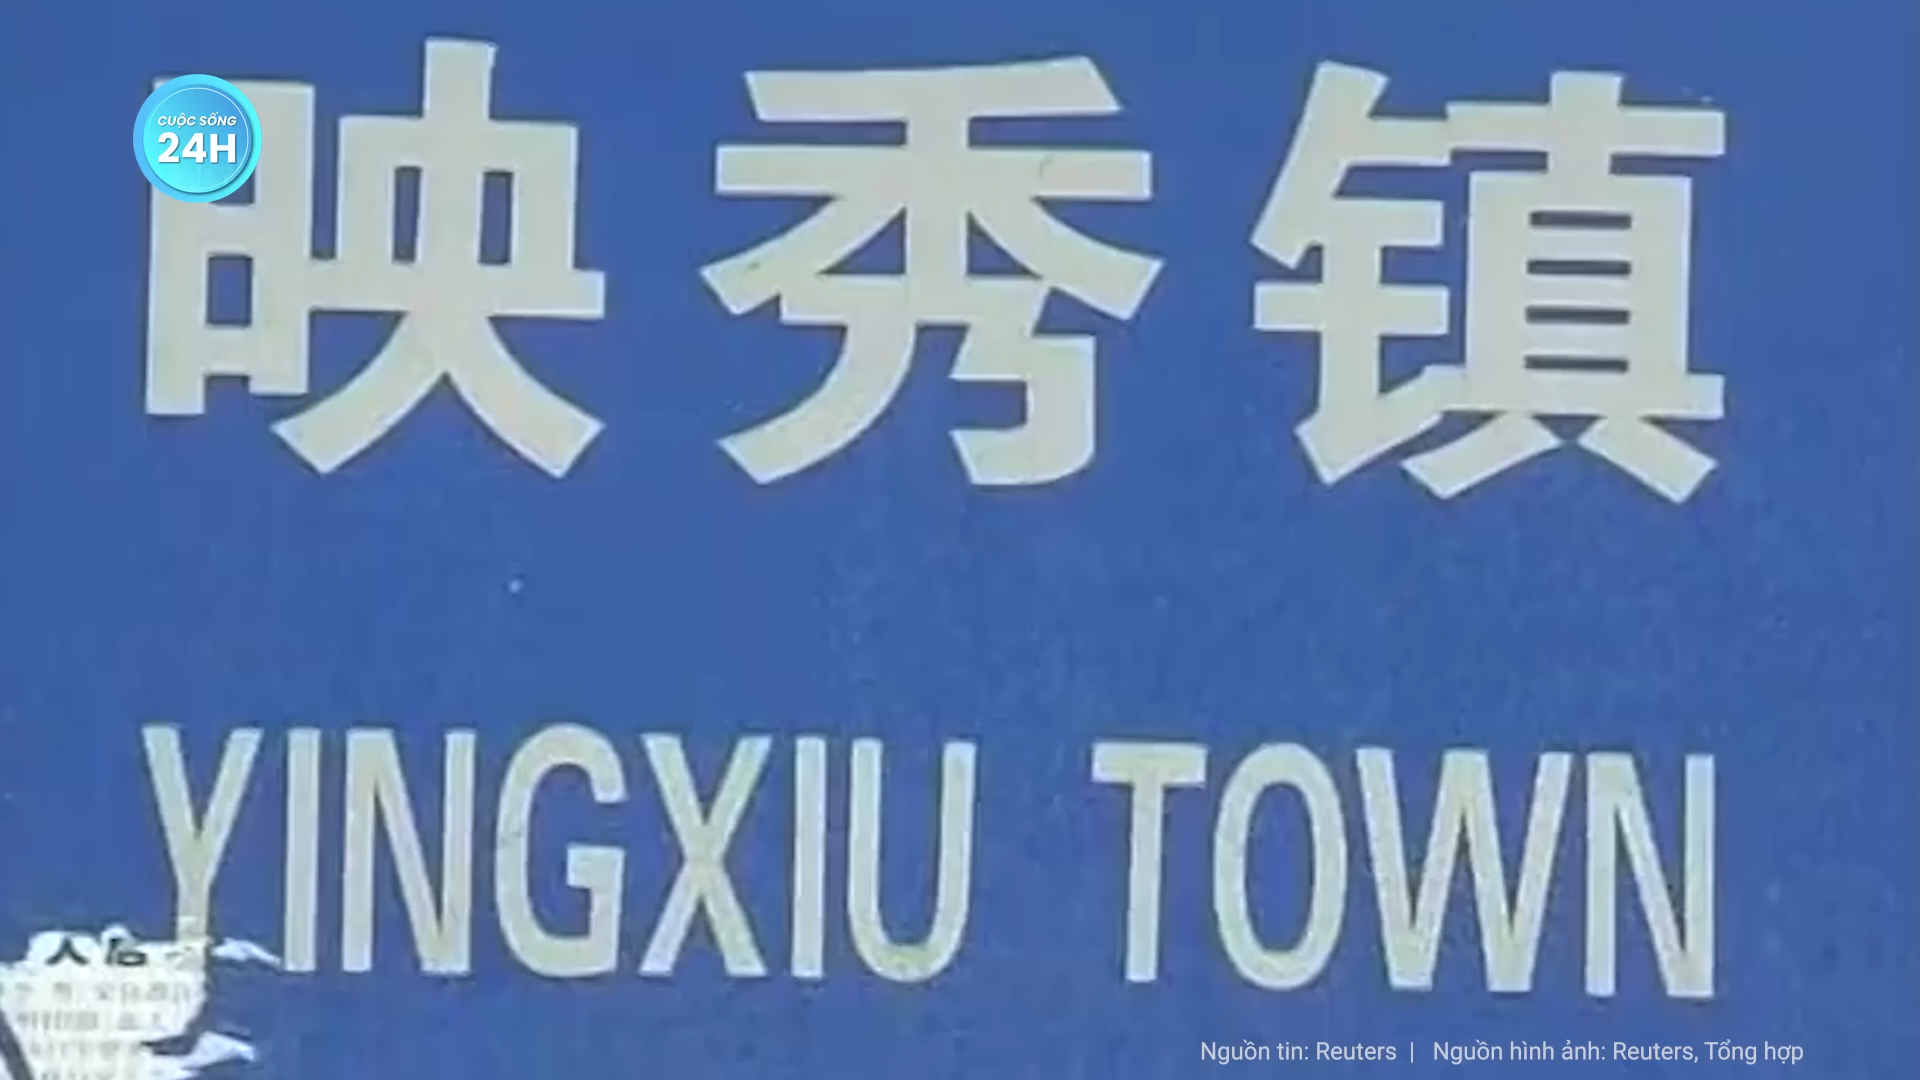 CUỘC SỐNG
24H
映秀镇
YINGXIU TOWN
Nguồn tin: Reuters | Nguồn hình ảnh: Reuters, Tổng hợp